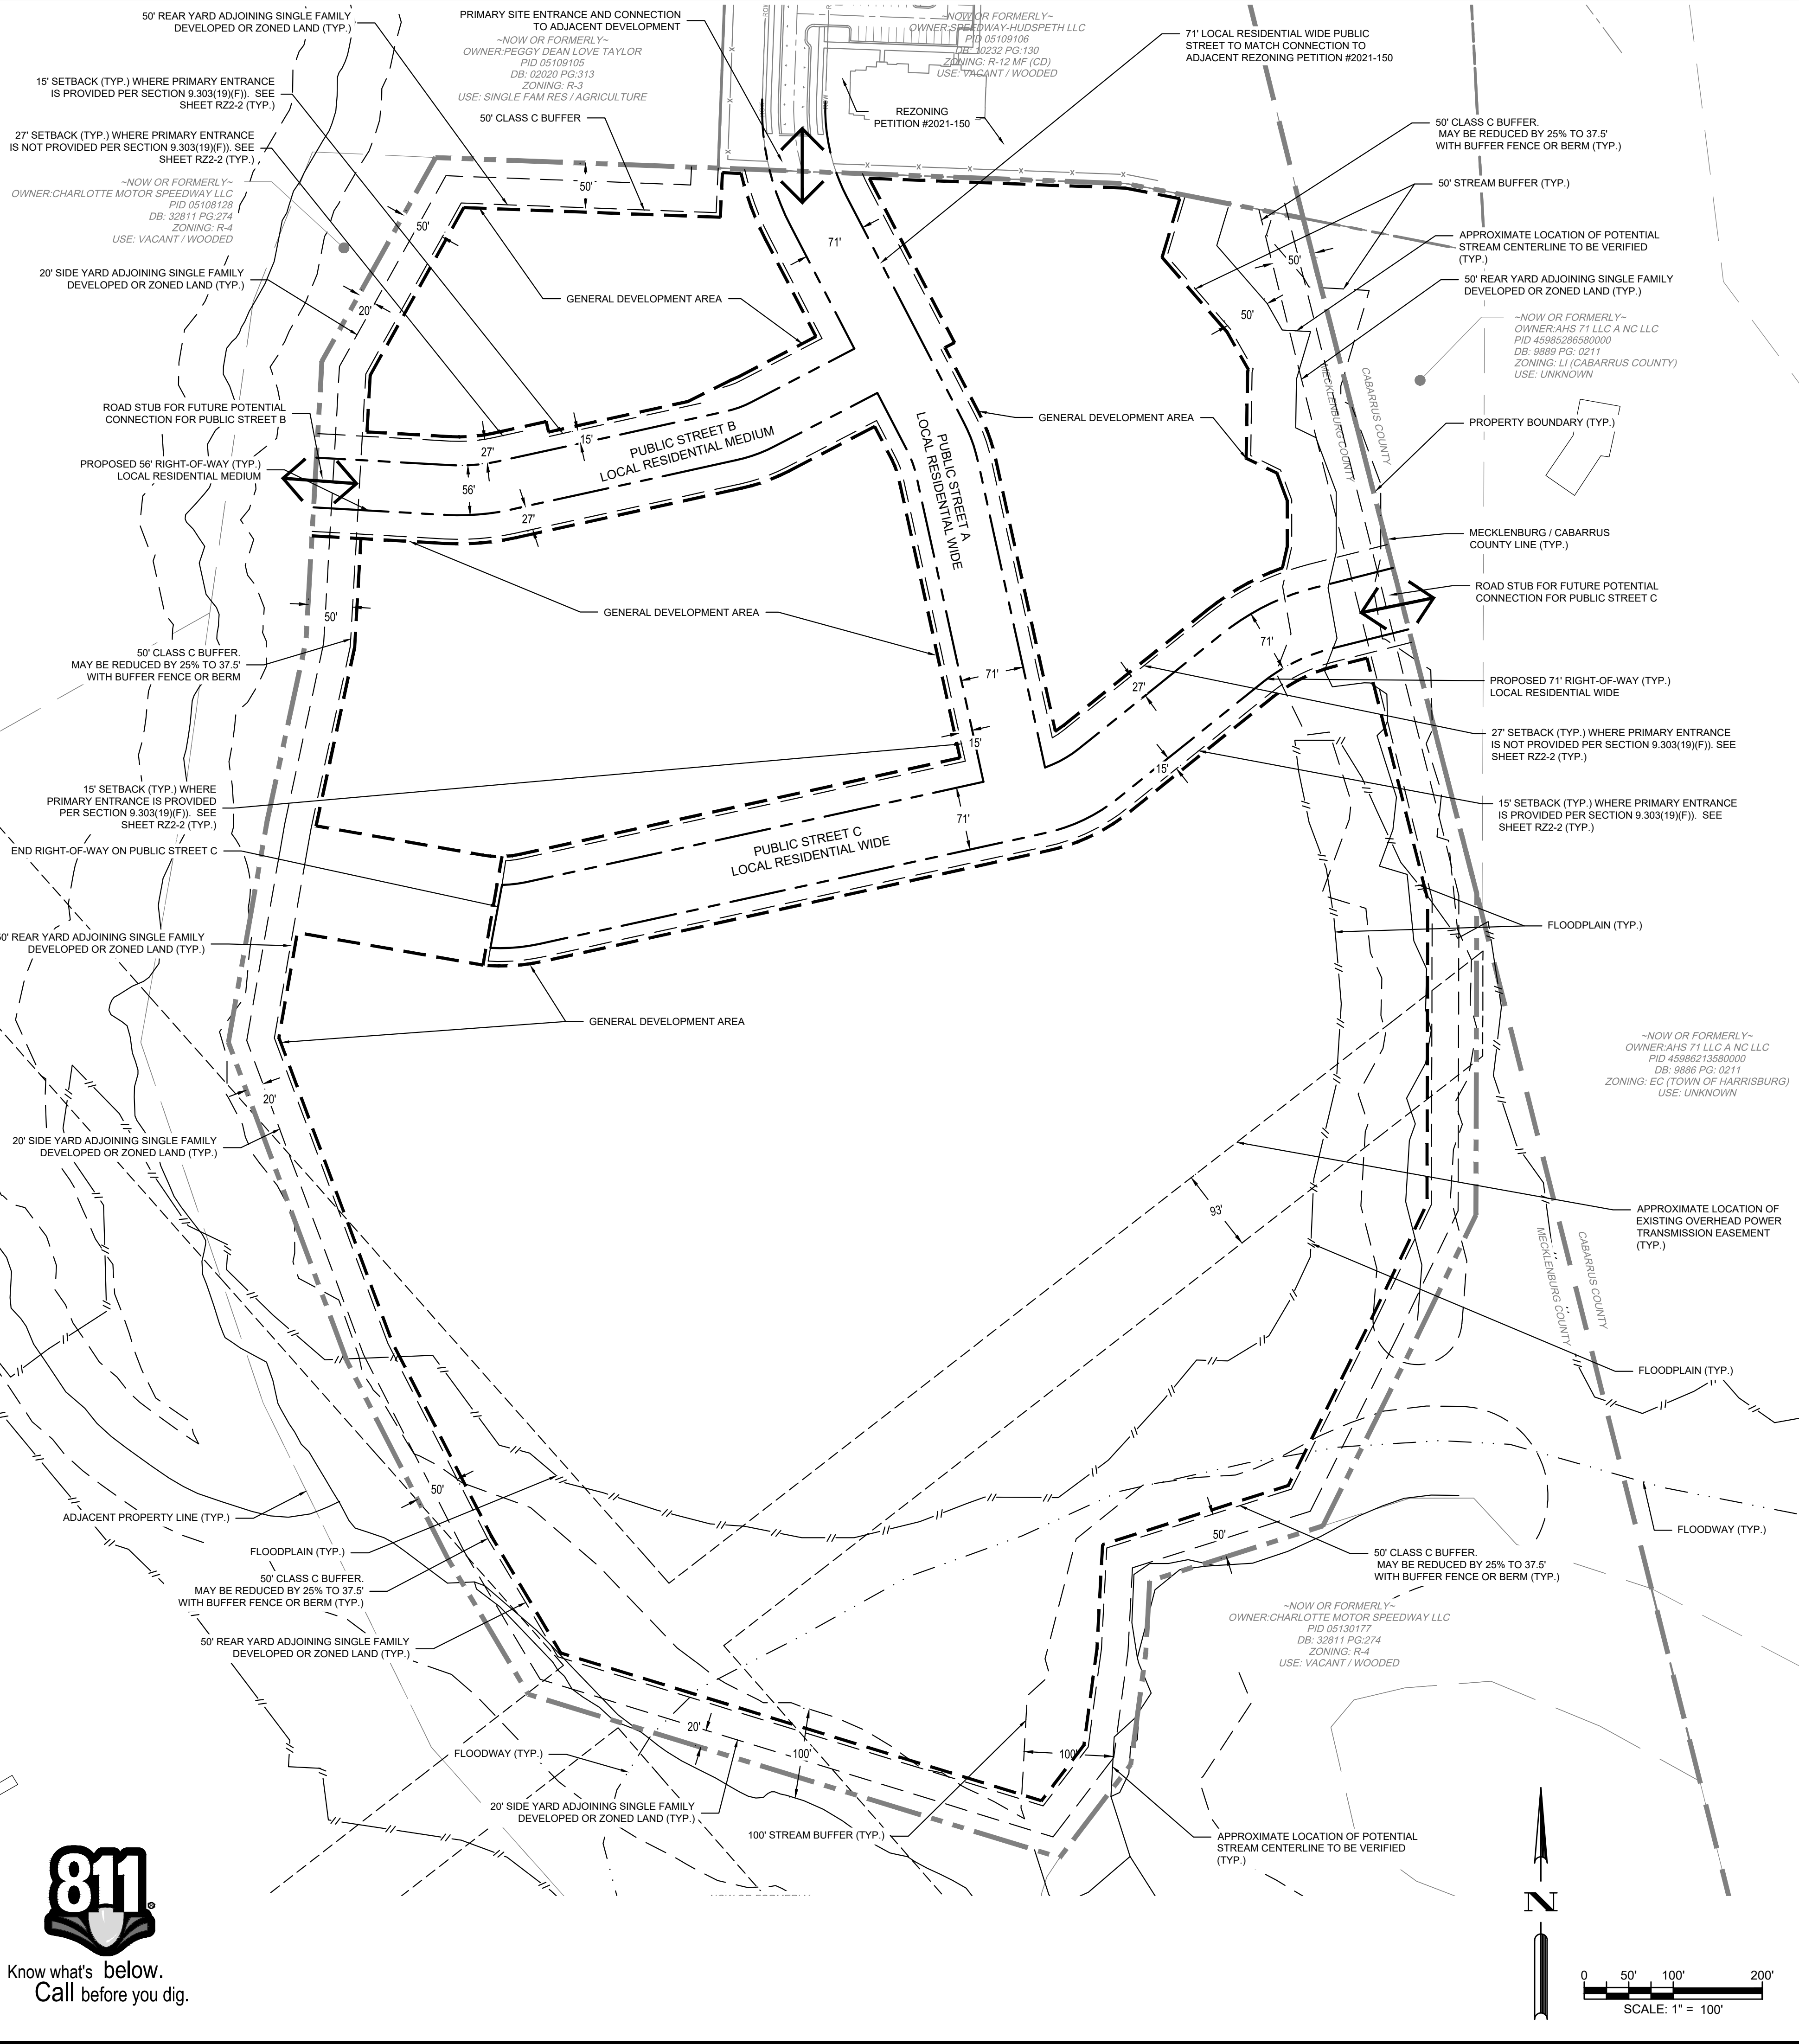 50' REAR YARD ADJOINING SINGLE FAMILY
DEVELOPED OR ZONED LAND (TYP.)
PRIMARY SITE ENTRANCE AND CONNECTION
TO ADJACENT DEVELOPMENT
~NOW OR FORMERLY~
OWNER:PEGGY DEAN LOVE TAYLOR
PID 05109105
DB: 02020 PG:313
ZONING: R-3
USE: SINGLE FAM RES / AGRICULTURE
~NOW OR FORMERLY~
OWNER:SPEEDWAY-HUDSPETH LLC
PID 05109106
DB: 10232 PG:130
ZONING: R-12 MF (CD)
USE: VACANT / WOODED
71' LOCAL RESIDENTIAL WIDE PUBLIC
STREET TO MATCH CONNECTION TO
ADJACENT REZONING PETITION #2021-150
15' SETBACK (TYP.) WHERE PRIMARY ENTRANCE
IS PROVIDED PER SECTION 9.303(19)(F)). SEE
SHEET RZ2-2 (TYP.)
50' CLASS C BUFFER
REZONING
PETITION #2021-150
27' SETBACK (TYP.) WHERE PRIMARY ENTRANCE
IS NOT PROVIDED PER SECTION 9.303(19)(F)). SEE
SHEET RZ2-2 (TYP.)
50' CLASS C BUFFER.
MAY BE REDUCED BY 25% TO 37.5'
WITH BUFFER FENCE OR BERM (TYP.)
~NOW OR FORMERLY~
OWNER:CHARLOTTE MOTOR SPEEDWAY LLC
PID 05108128
DB: 32811 PG:274
ZONING: R-4
USE: VACANT / WOODED
50'
50'
71'
50' STREAM BUFFER (TYP.)
APPROXIMATE LOCATION OF POTENTIAL
STREAM CENTERLINE TO BE VERIFIED
(TYP.)
50'
20' SIDE YARD ADJOINING SINGLE FAMILY
DEVELOPED OR ZONED LAND (TYP.)
20'
GENERAL DEVELOPMENT AREA
50'
50' REAR YARD ADJOINING SINGLE FAMILY
DEVELOPED OR ZONED LAND (TYP.)
~NOW OR FORMERLY~
OWNER:AHS 71 LLC A NC LLC
PID 45985286580000
DB: 9889 PG: 0211
ZONING: LI (CABARRUS COUNTY)
USE: UNKNOWN
MECKLENBURG COUNTY
CABARRUS COUNTY
ROAD STUB FOR FUTURE POTENTIAL
CONNECTION FOR PUBLIC STREET B
GENERAL DEVELOPMENT AREA
PROPERTY BOUNDARY (TYP.)
15'
27'
PUBLIC STREET B
LOCAL RESIDENTIAL MEDIUM
PUBLIC STREET A
LOCAL RESIDENTIAL WIDE
PROPOSED 56' RIGHT-OF-WAY (TYP.)
LOCAL RESIDENTIAL MEDIUM
56'
27'
MECKLENBURG / CABARRUS
COUNTY LINE (TYP.)
ROAD STUB FOR FUTURE POTENTIAL
CONNECTION FOR PUBLIC STREET C
50'
GENERAL DEVELOPMENT AREA
71'
50' CLASS C BUFFER.
MAY BE REDUCED BY 25% TO 37.5'
WITH BUFFER FENCE OR BERM
71'
27'
PROPOSED 71' RIGHT-OF-WAY (TYP.)
LOCAL RESIDENTIAL WIDE
27' SETBACK (TYP.) WHERE PRIMARY ENTRANCE
IS NOT PROVIDED PER SECTION 9.303(19)(F)). SEE
SHEET RZ2-2 (TYP.)
15'
15'
15' SETBACK (TYP.) WHERE
PRIMARY ENTRANCE IS PROVIDED
PER SECTION 9.303(19)(F)). SEE
SHEET RZ2-2 (TYP.)
15' SETBACK (TYP.) WHERE PRIMARY ENTRANCE
IS PROVIDED PER SECTION 9.303(19)(F)). SEE
SHEET RZ2-2 (TYP.)
71'
END RIGHT-OF-WAY ON PUBLIC STREET C
PUBLIC STREET C
LOCAL RESIDENTIAL WIDE
0' REAR YARD ADJOINING SINGLE FAMILY
DEVELOPED OR ZONED LAND (TYP.)
FLOODPLAIN (TYP.)
GENERAL DEVELOPMENT AREA
~NOW OR FORMERLY~
OWNER:AHS 71 LLC A NC LLC
PID 45986213580000
DB: 9886 PG: 0211
ZONING: EC (TOWN OF HARRISBURG)
USE: UNKNOWN
20'
20' SIDE YARD ADJOINING SINGLE FAMILY
DEVELOPED OR ZONED LAND (TYP.)
93'
APPROXIMATE LOCATION OF
EXISTING OVERHEAD POWER
TRANSMISSION EASEMENT
(TYP.)
MECKLENBURG COUNTY
CABARRUS COUNTY
FLOODPLAIN (TYP.)
50'
ADJACENT PROPERTY LINE (TYP.)
FLOODWAY (TYP.)
50'
FLOODPLAIN (TYP.)
50' CLASS C BUFFER.
MAY BE REDUCED BY 25% TO 37.5'
WITH BUFFER FENCE OR BERM (TYP.)
50' CLASS C BUFFER.
MAY BE REDUCED BY 25% TO 37.5'
WITH BUFFER FENCE OR BERM (TYP.)
~NOW OR FORMERLY~
OWNER:CHARLOTTE MOTOR SPEEDWAY LLC
PID 05130177
DB: 32811 PG:274
ZONING: R-4
USE: VACANT / WOODED
50' REAR YARD ADJOINING SINGLE FAMILY
DEVELOPED OR ZONED LAND (TYP.)
20'
100'
100'
FLOODWAY (TYP.)
20' SIDE YARD ADJOINING SINGLE FAMILY
DEVELOPED OR ZONED LAND (TYP.)
100' STREAM BUFFER (TYP.)
APPROXIMATE LOCATION OF POTENTIAL
STREAM CENTERLINE TO BE VERIFIED
(TYP.)
811
Know what's below.
Call before you dig.
N
0 50' 100' 200'
SCALE: 1" = 100'